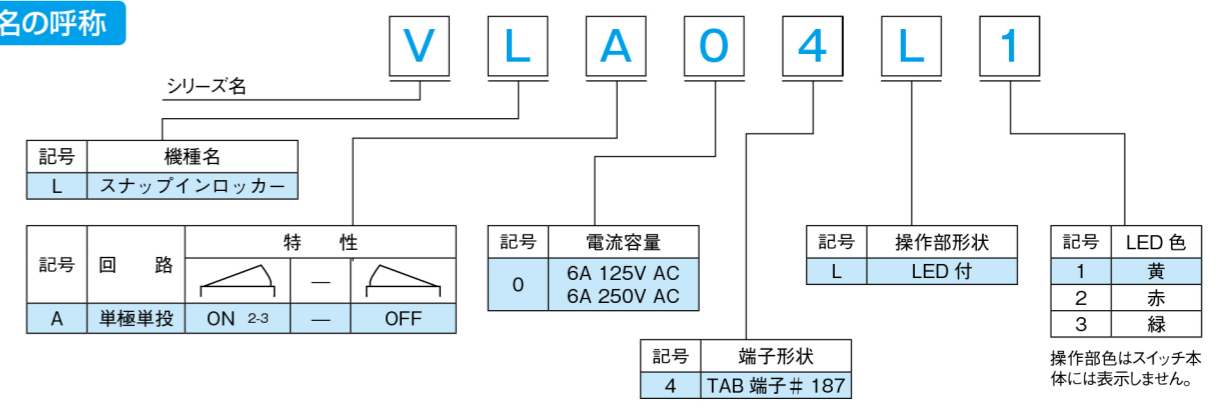 名の呼称
V L A 0 4 L 1
シリーズ名
記号 機種名
L スナップインロッカー
記号 回路 特性
—
A 単極単投 ON 2-3 — OFF
記号 電流容量
0 6A 125V AC
6A 250V AC
記号 端子形状
4 TAB 端子＃187
記号 操作部形状
L LED 付
記号 LED 色
1 黄
2 赤
3 緑
操作部色はスイッチ本
体には表示しません。